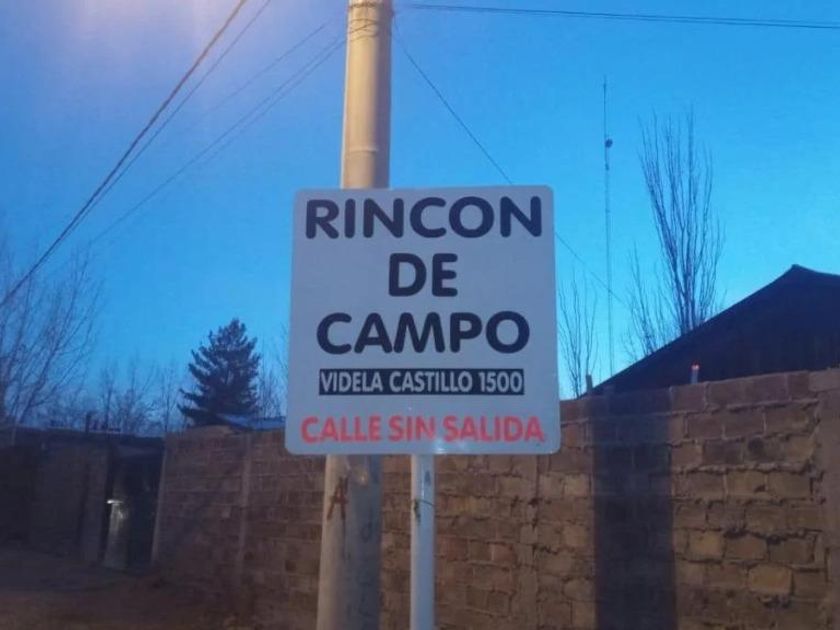 RINCON
DE
CAMPO
VIDELA CASTILLO 1500
CALLE SIN SALIDA